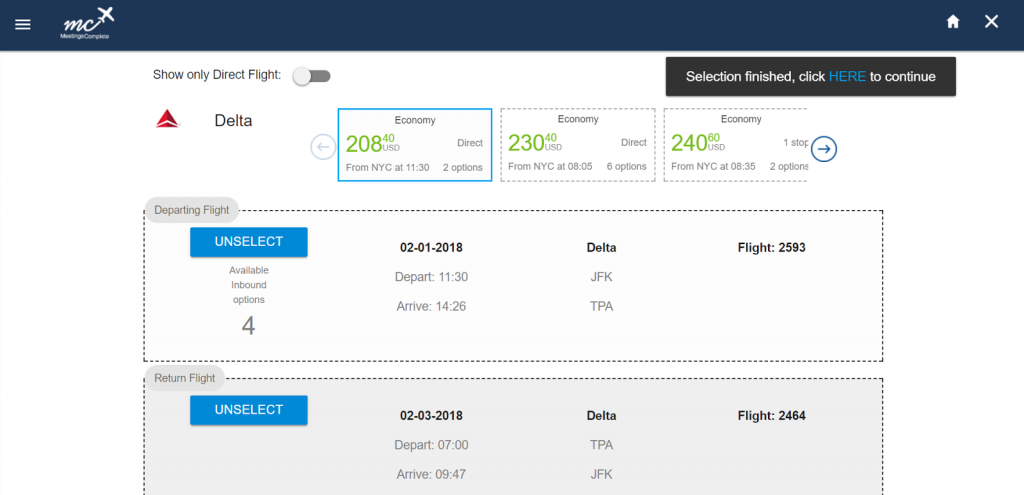 mc
MeetingsComplete
Show only Direct Flight:
Selection finished, click HERE to continue
Delta
Economy
208 40 USD
Direct
From NYC at 11:30
2 options
Economy
230 40 USD
Direct
From NYC at 08:05
6 options
Economy
240 60 USD
1 stop
From NYC at 08:35
2 options
Departing Flight
UNSELECT
Available
Inbound
options
4
02-01-2018
Delta
Flight: 2593
Depart: 11:30
JFK
Arrive: 14:26
TPA
Return Flight
UNSELECT
02-03-2018
Delta
Flight: 2464
Depart: 07:00
TPA
Arrive: 09:47
JFK